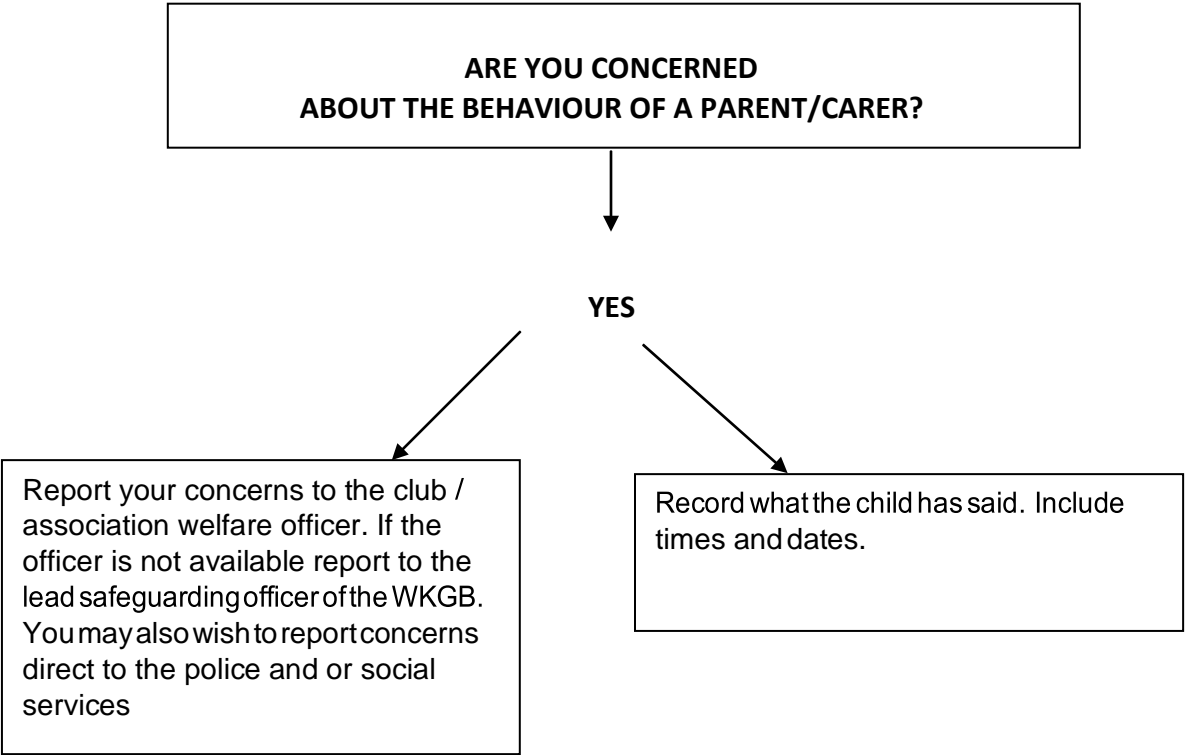 ARE YOU CONCERNED
ABOUT THE BEHAVIOUR OF A PARENT/CARER?
YES
Report your concerns to the club /
association welfare officer. If the
officer is not available report to the
lead safeguarding officer of the WKGB.
You may also wish to report concerns
direct to the police and or social
services
Record what the child has said. Include
times and dates.